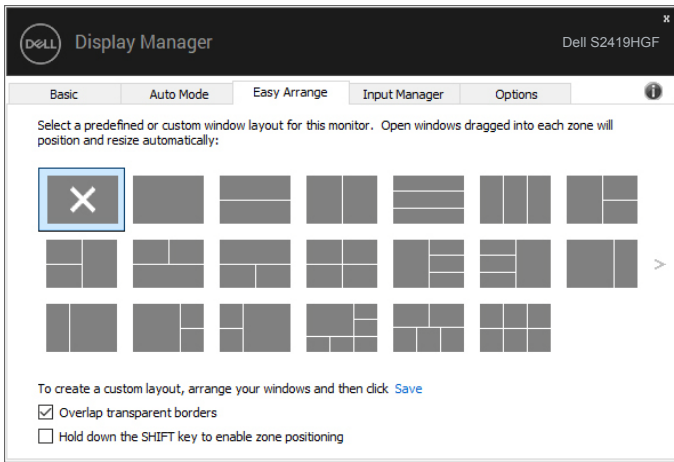 x
DELL Display Manager Dell S2419HGF
Basic Auto Mode Easy Arrange Input Manager Options
Select a predefined or custom window layout for this monitor. Open windows dragged into each zone will
position and resize automatically:
To create a custom layout, arrange your windows and then click Save
Overlap transparent borders
Hold down the SHIFT key to enable zone positioning